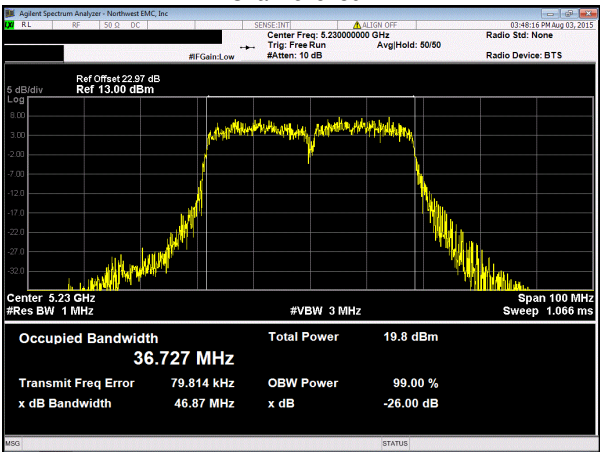 Agilent Spectrum Analyzer - Northwest EMC, Inc
RL RF 50 Ω DC SENSE:INT ALIGN OFF 03:48:16 PM Aug 03, 2015
Center Freq: 5.230000000 GHz Radio Std: None
Trig: Free Run Avg|Hold: 50/50
#IFGain:Low #Atten: 10 dB Radio Device: BTS
Ref Offset 22.97 dB
5 dB/div Ref 13.00 dBm
Log
8.00
3.00
-2.00
-7.00
-12.0
-17.0
-22.0
-27.0
-32.0
Center 5.23 GHz Span 100 MHz
#Res BW 1 MHz #VBW 3 MHz Sweep 1.066 ms
Occupied Bandwidth Total Power 19.8 dBm
36.727 MHz
Transmit Freq Error 79.814 kHz OBW Power 99.00 %
x dB Bandwidth 46.87 MHz x dB -26.00 dB
MSG STATUS